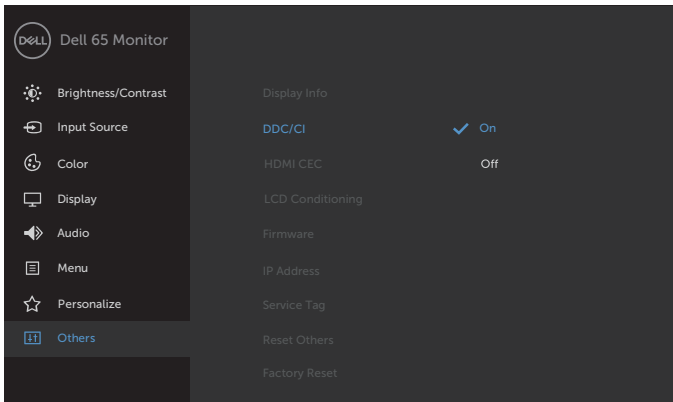 DELL Dell 65 Monitor
Brightness/Contrast Display Info
Input Source DDC/CI On
Color HDMI CEC Off
Display LCD Conditioning
Audio Firmware
Menu IP Address
Personalize Service Tag
Others Reset Others
Factory Reset